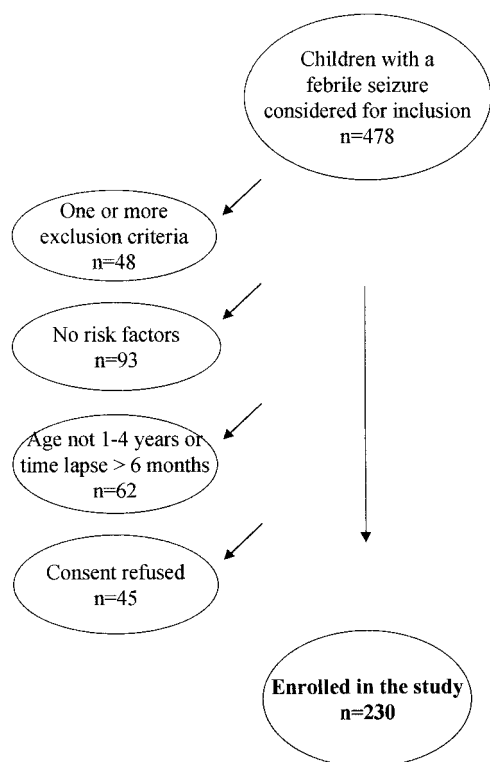 Children with a
febrile seizure
considered for inclusion
n=478
One or more
exclusion criteria
n=48
No risk factors
n=93
Age not 1-4 years or
time lapse > 6 months
n=62
Consent refused
n=45
Enrolled in the study
n=230